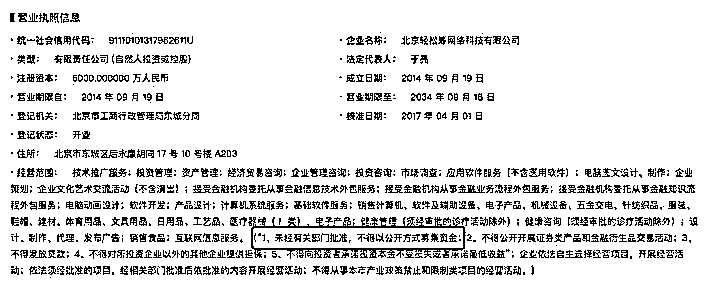 营业执照信息
· 统一社会信用代码： 91110101317962611U
· 企业名称： 北京轻松筹网络科技有限公司
· 类型： 有限责任公司(自然人投资或控股)
· 法定代表人： 于亮
· 注册资本： 6000.000000 万人民币
· 成立日期： 2014 年 09 月 19 日
· 营业期限自： 2014 年 09 月 19 日
· 营业期限至： 2034 年 09 月 18 日
· 登记机关： 北京市工商行政管理局东城分局
· 核准日期： 2017 年 04 月 01 日
· 登记状态： 开业
· 住所： 北京市东城区后永康胡同 17 号 10 号楼 A203
· 经营范围： 技术推广服务；投资管理；资产管理；经济贸易咨询；企业管理咨询；投资咨询；市场调查；应用软件服务（不含医用软件）；电脑图文设计、制作；企业
策划；企业文化艺术交流活动（不含演出）；接受金融机构委托从事金融信息技术外包服务；接受金融机构委托从事金融业务流程外包服务；接受金融机构委托从事金融知识流
程外包服务；电脑动画设计；软件开发；产品设计；计算机系统服务；基础软件服务；销售计算机、软件及辅助设备、电子产品、机械设备、五金交电、针纺织品、服装、
鞋帽、建材、体育用品、文具用品、日用品、工艺品、医疗器械（I 类）、电子产品；健康管理（须经审批的诊疗活动除外）；健康咨询（须经审批的诊疗活动除外）；设
计、制作、代理、发布广告；销售食品；互联网信息服务。（“1、未经有关部门批准，不得以公开方式募集资金；2、不得公开开展证券类产品和金融衍生品交易活动；3、
不得发放贷款；4、不得对所投资企业以外的其他企业提供担保；5、不得向投资者承诺投资本金不受损失或者承诺最低收益”；企业依法自主选择经营项目，开展经营活
动；依法须经批准的项目，经相关部门批准后依批准的内容开展经营活动；不得从事本市产业政策禁止和限制类项目的经营活动。）